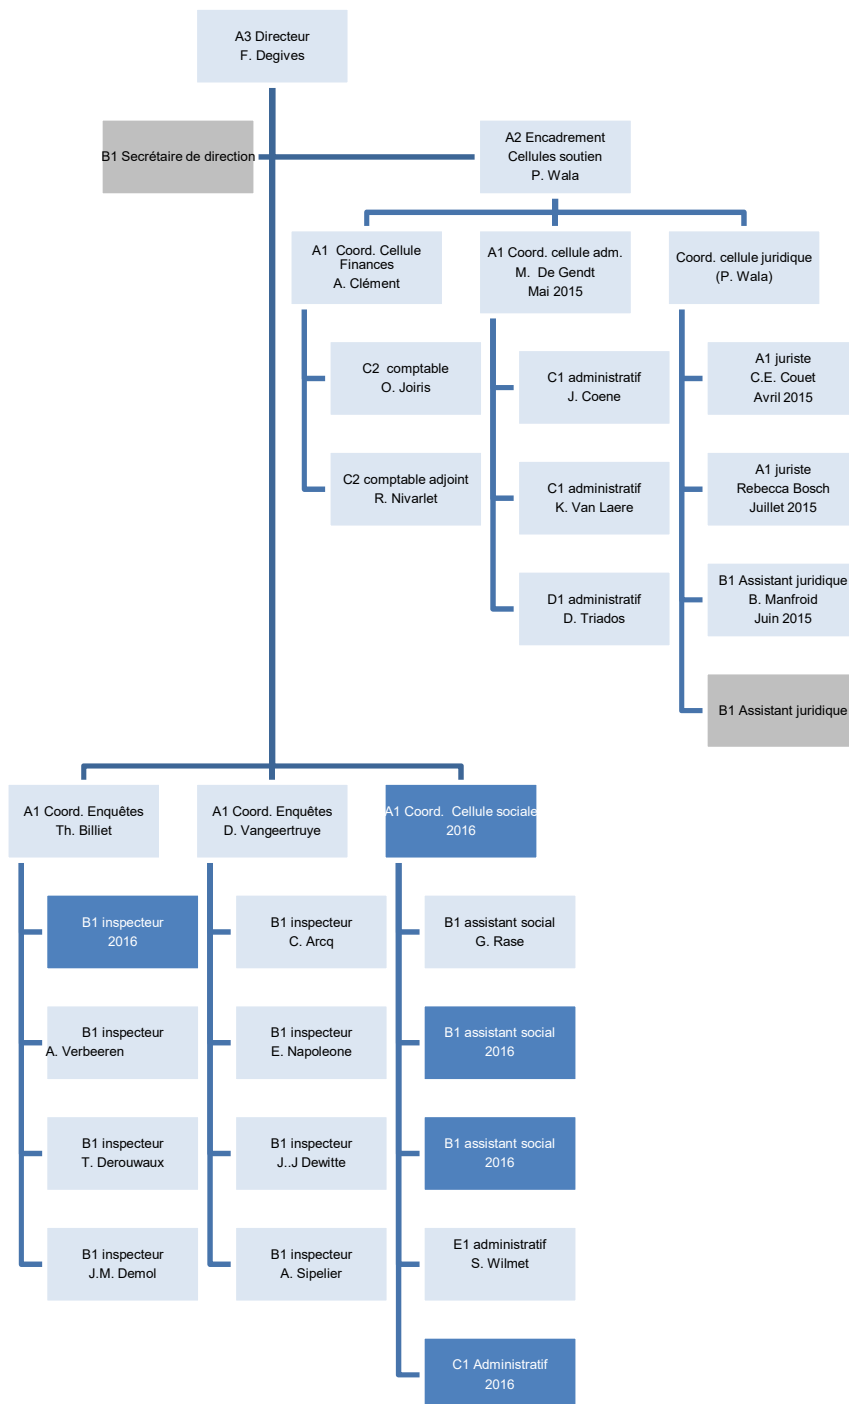 A3 Directeur
F. Degives
B1 Secrétaire de direction
A2 Encadrement
Cellules soutien
P. Wala
A1 Coord. Cellule
Finances
A. Clément
A1 Coord. cellule adm.
M. De Gendt
Mai 2015
Coord. cellule juridique
(P. Wala)
C2 comptable
O. Joiris
C2 comptable adjoint
R. Nivarlet
C1 administratif
J. Coene
C1 administratif
K. Van Laere
D1 administratif
D. Triados
A1 juriste
C.E. Couet
Avril 2015
A1 juriste
Rebecca Bosch
Juillet 2015
B1 Assistant juridique
B. Manfroid
Juin 2015
B1 Assistant juridique
A1 Coord. Enquêtes
Th. Billiet
A1 Coord. Enquêtes
D. Vangeertruye
A1 Coord. Cellule sociale
2016
B1 inspecteur
2016
B1 inspecteur
A. Verbeeren
B1 inspecteur
T. Derouwaux
B1 inspecteur
J.M. Demol
B1 inspecteur
C. Arcq
B1 inspecteur
E. Napoleone
B1 inspecteur
J..J Dewitte
B1 inspecteur
A. Sipelier
B1 assistant social
G. Rase
B1 assistant social
2016
B1 assistant social
2016
E1 administratif
S. Wilmet
C1 Administratif
2016